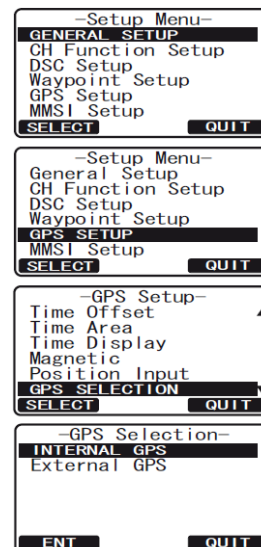 -Setup Menu-
GENERAL SETUP
CH Function Setup
DSC Setup
Waypoint Setup
GPS Setup
MMSI Setup
SELECT QUIT
-Setup Menu-
General Setup
CH Function Setup
DSC Setup
Waypoint Setup
GPS SETUP
MMSI Setup
SELECT QUIT
-GPS Setup-
Time Offset
Time Area
Time Display
Magnetic
Position Input
GPS SELECTION
SELECT QUIT
-GPS Selection-
INTERNAL GPS
External GPS
ENT QUIT